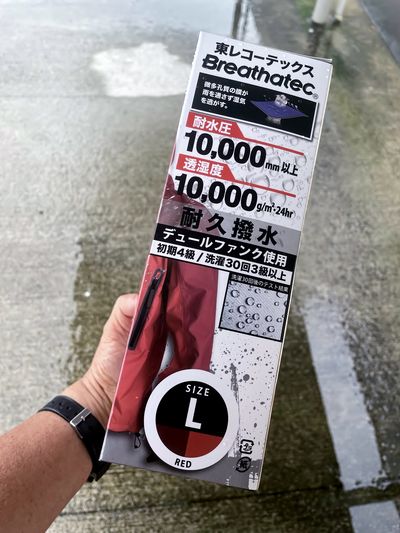 東レコーテックス
Breathatec®
微多孔質の膜が
雨を通さず湿気
を逃がす。
耐水圧
10,000mm以上
透湿度
10,000g/m²・24hr
耐久撥水
デュールファンク使用
初期4級/洗濯30回3級以上
洗濯30回後のテスト結果
SIZE
L
RED